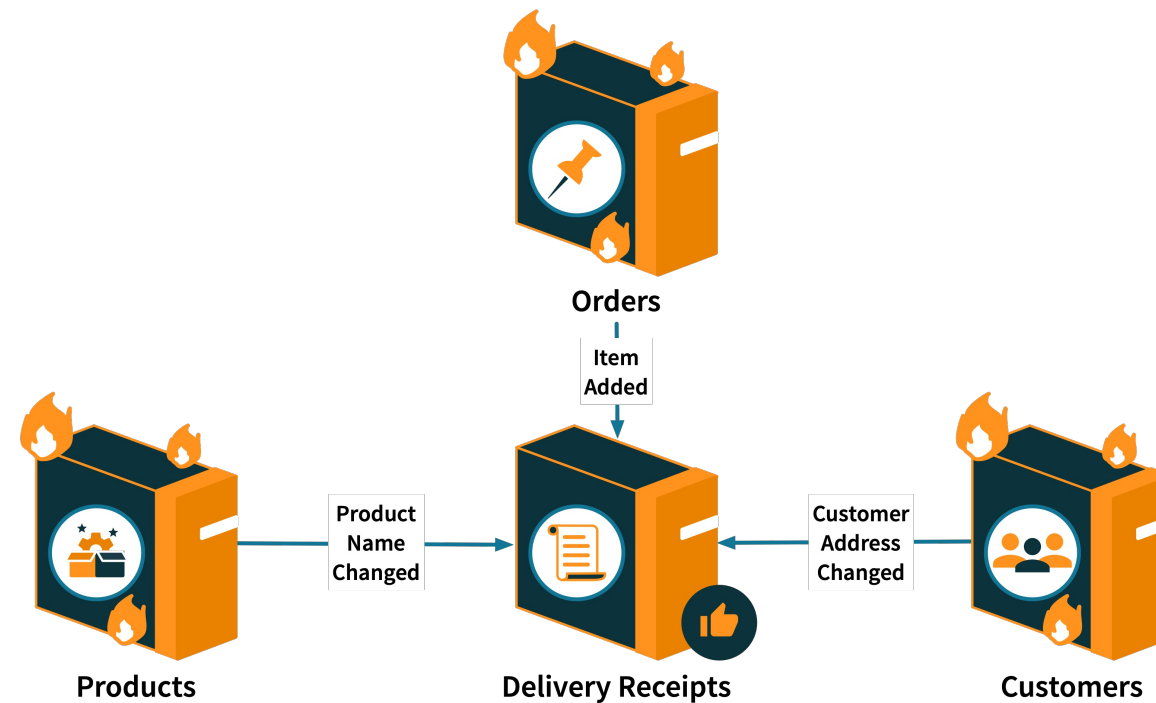 Orders
Item
Added
Product
Name
Changed
Customer
Address
Changed
Products
Delivery Receipts
Customers